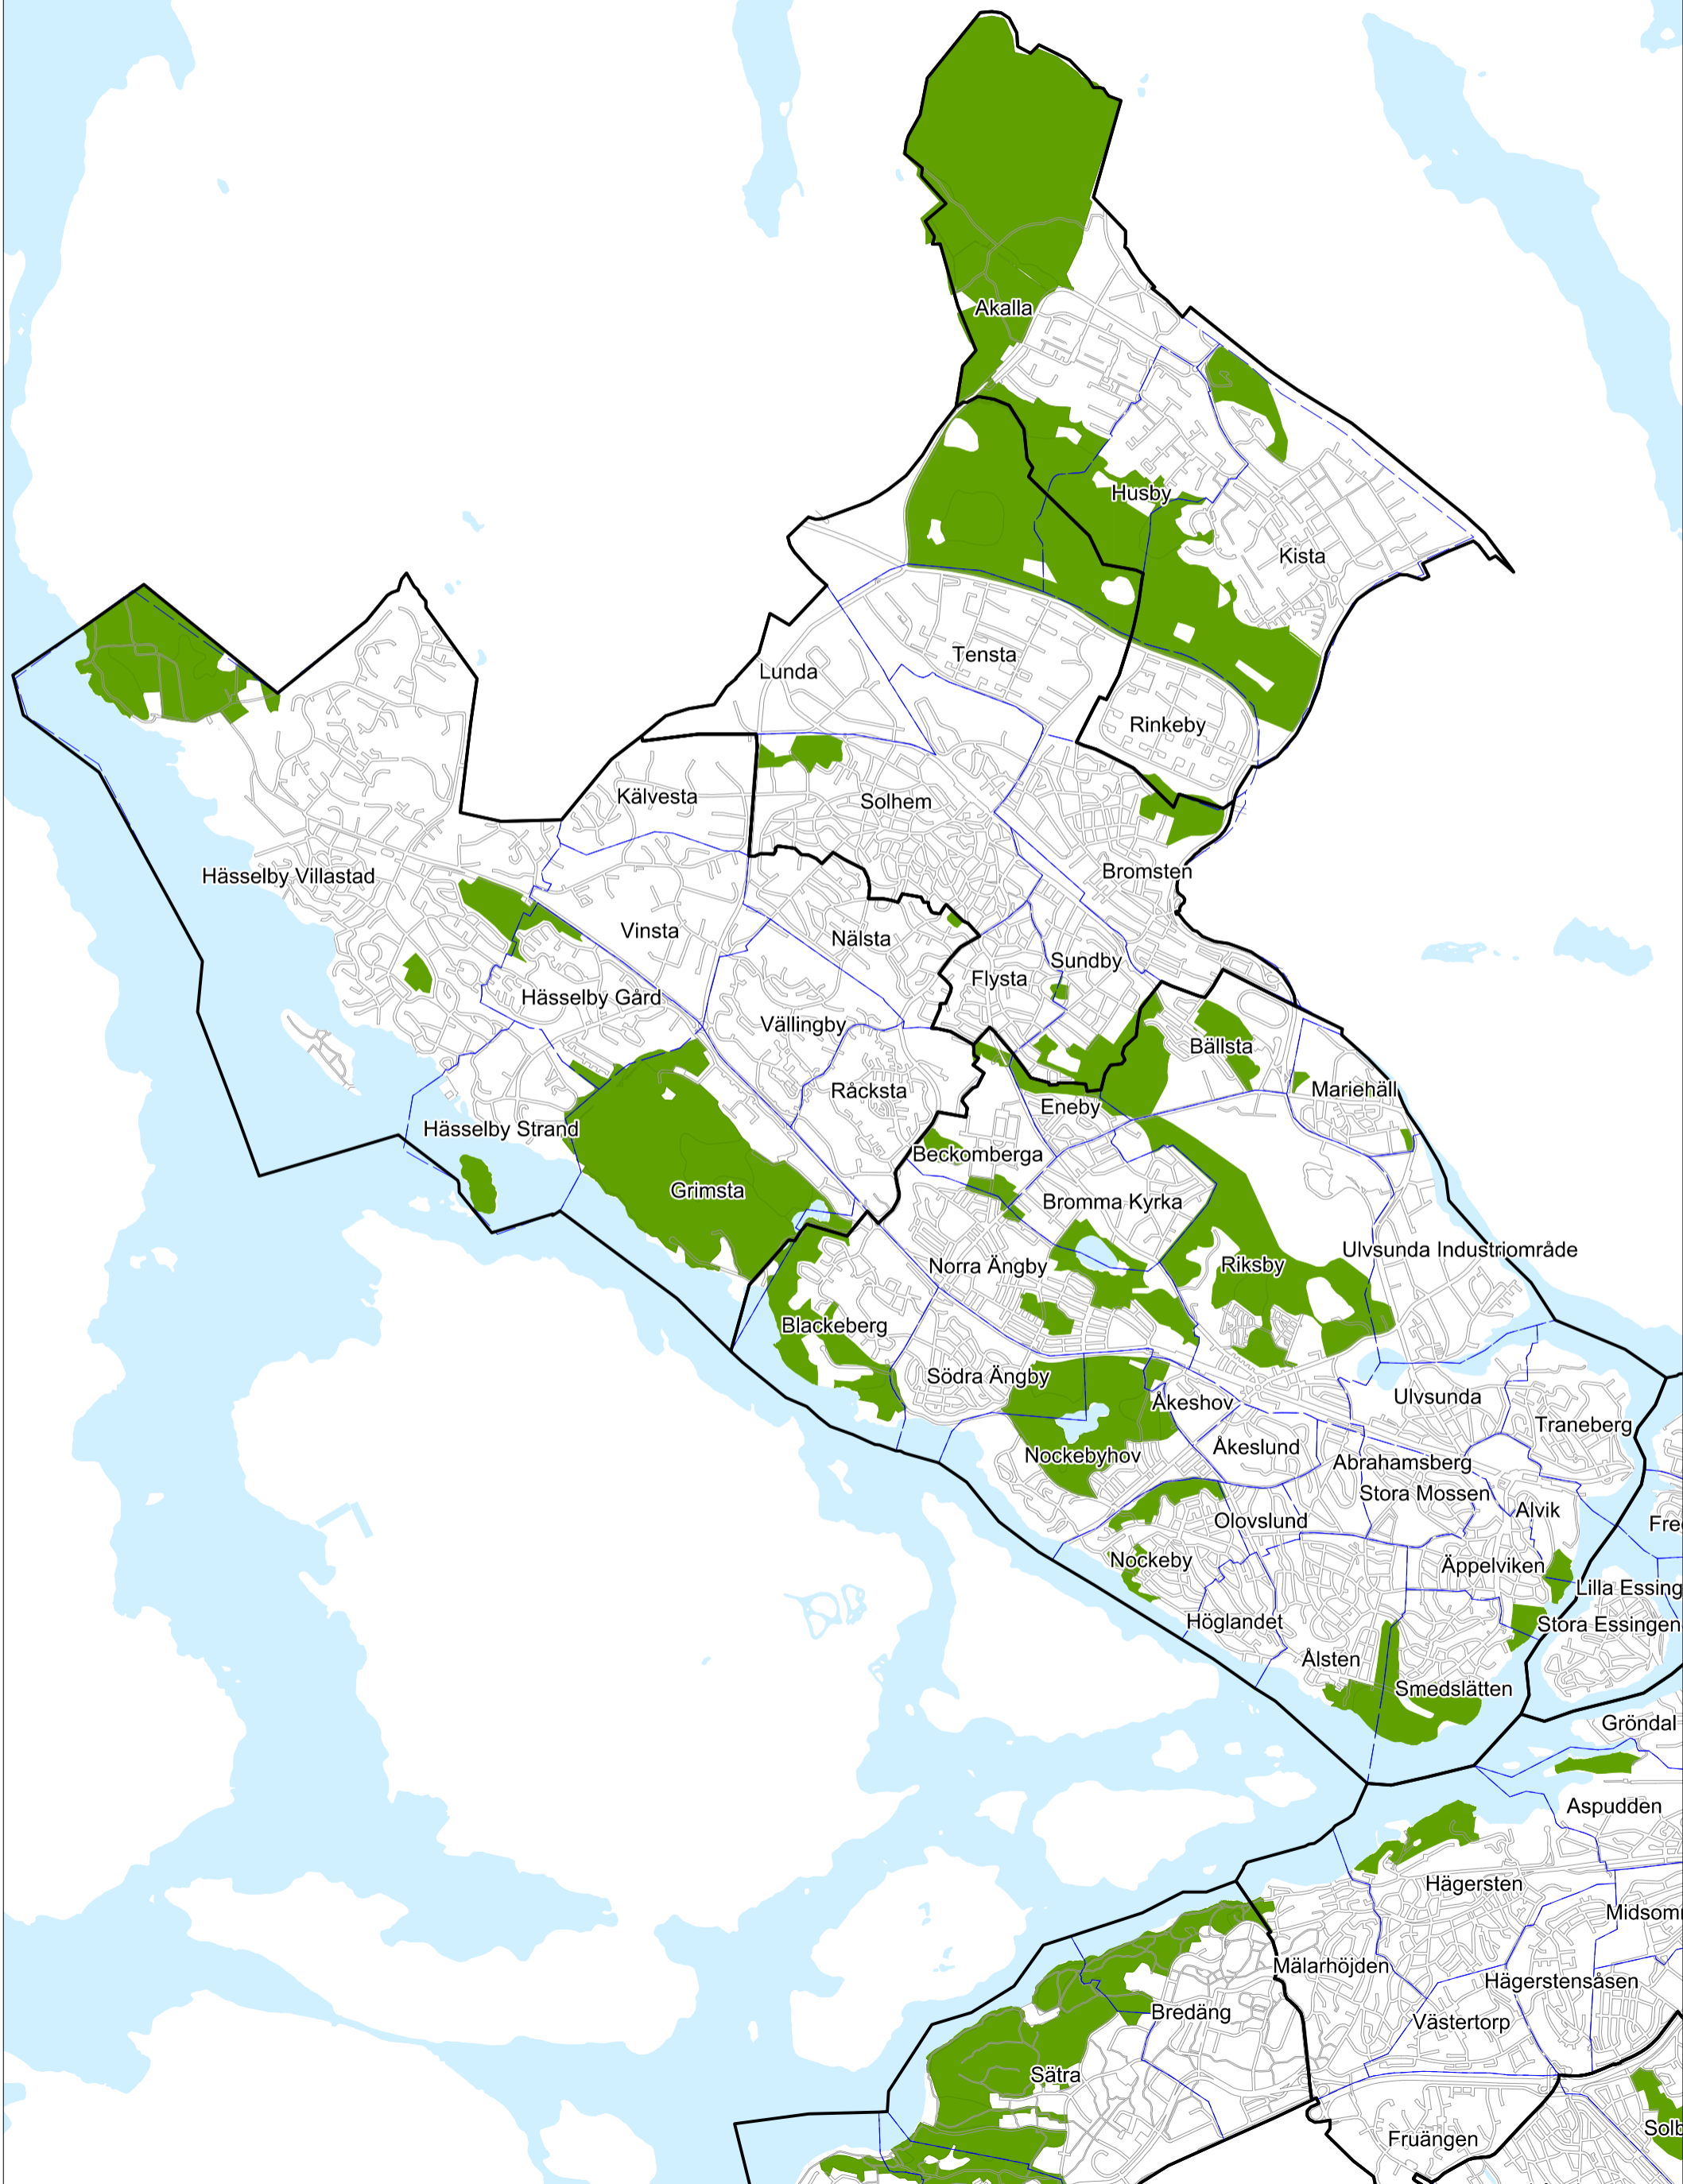 Akalla
Husby
Kista
Tensta
Lunda
Rinkeby
Kälvesta
Solhem
Bromsten
Hässelby Villastad
Vinsta
Nälsta
Sundby
Flysta
Hässelby Gård
Vällingby
Bällsta
Råcksta
Mariehäll
Eneby
Hässelby Strand
Beckomberga
Grimsta
Bromma Kyrka
Ulvsunda Industriområde
Norra Ängby
Riksby
Blackeberg
Södra Ängby
Ulvsunda
Åkeshov
Traneberg
Åkeslund
Nockebyhov
Abrahamsberg
Stora Mossen
Alvik
Olovslund
Fre
Nockeby
Äppelviken
Lilla Essing
Höglandet
Stora Essingen
Ålsten
Smedslätten
Gröndal
Aspudden
Hägersten
Midsom
Mälarhöjden
Hägerstensåsen
Bredäng
Västertorp
Sätra
Solb
Fruängen